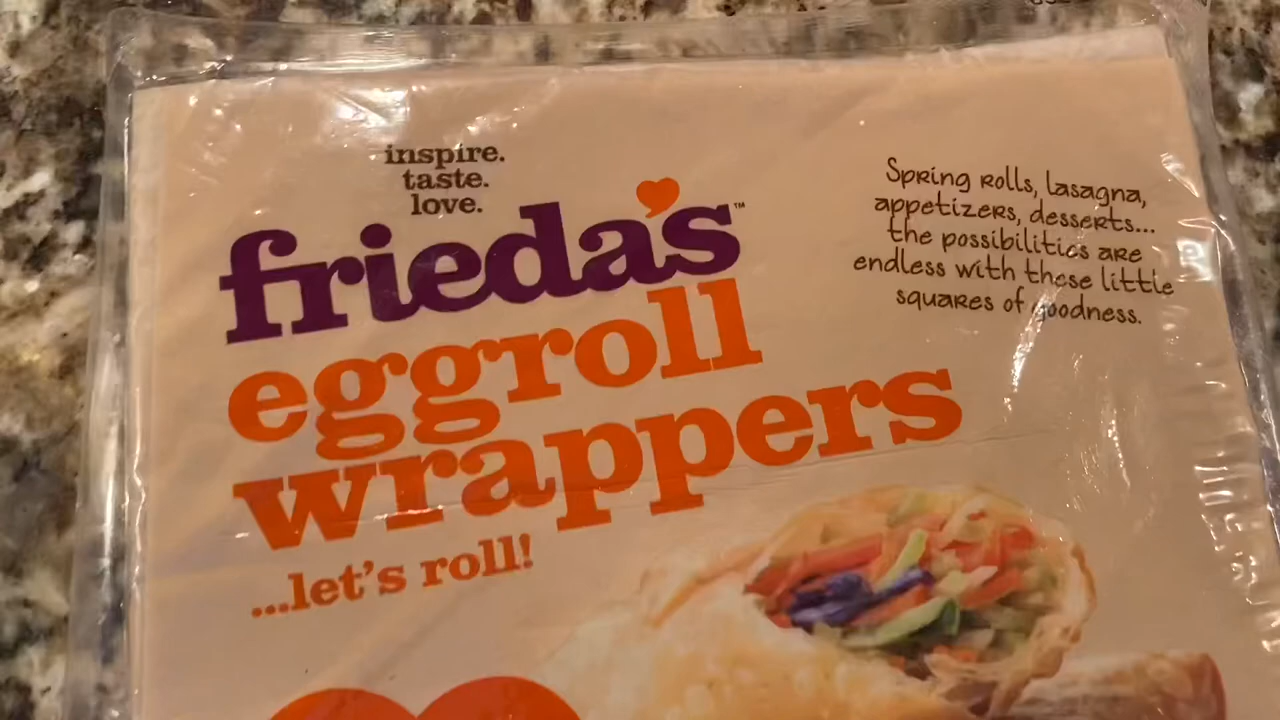 inspire.
taste.
love.
frieda's™
eggroll
wrappers
...let's roll!
Spring rolls, lasagna,
appetizers, desserts...
the possibilities are
endless with these little
squares of goodness.